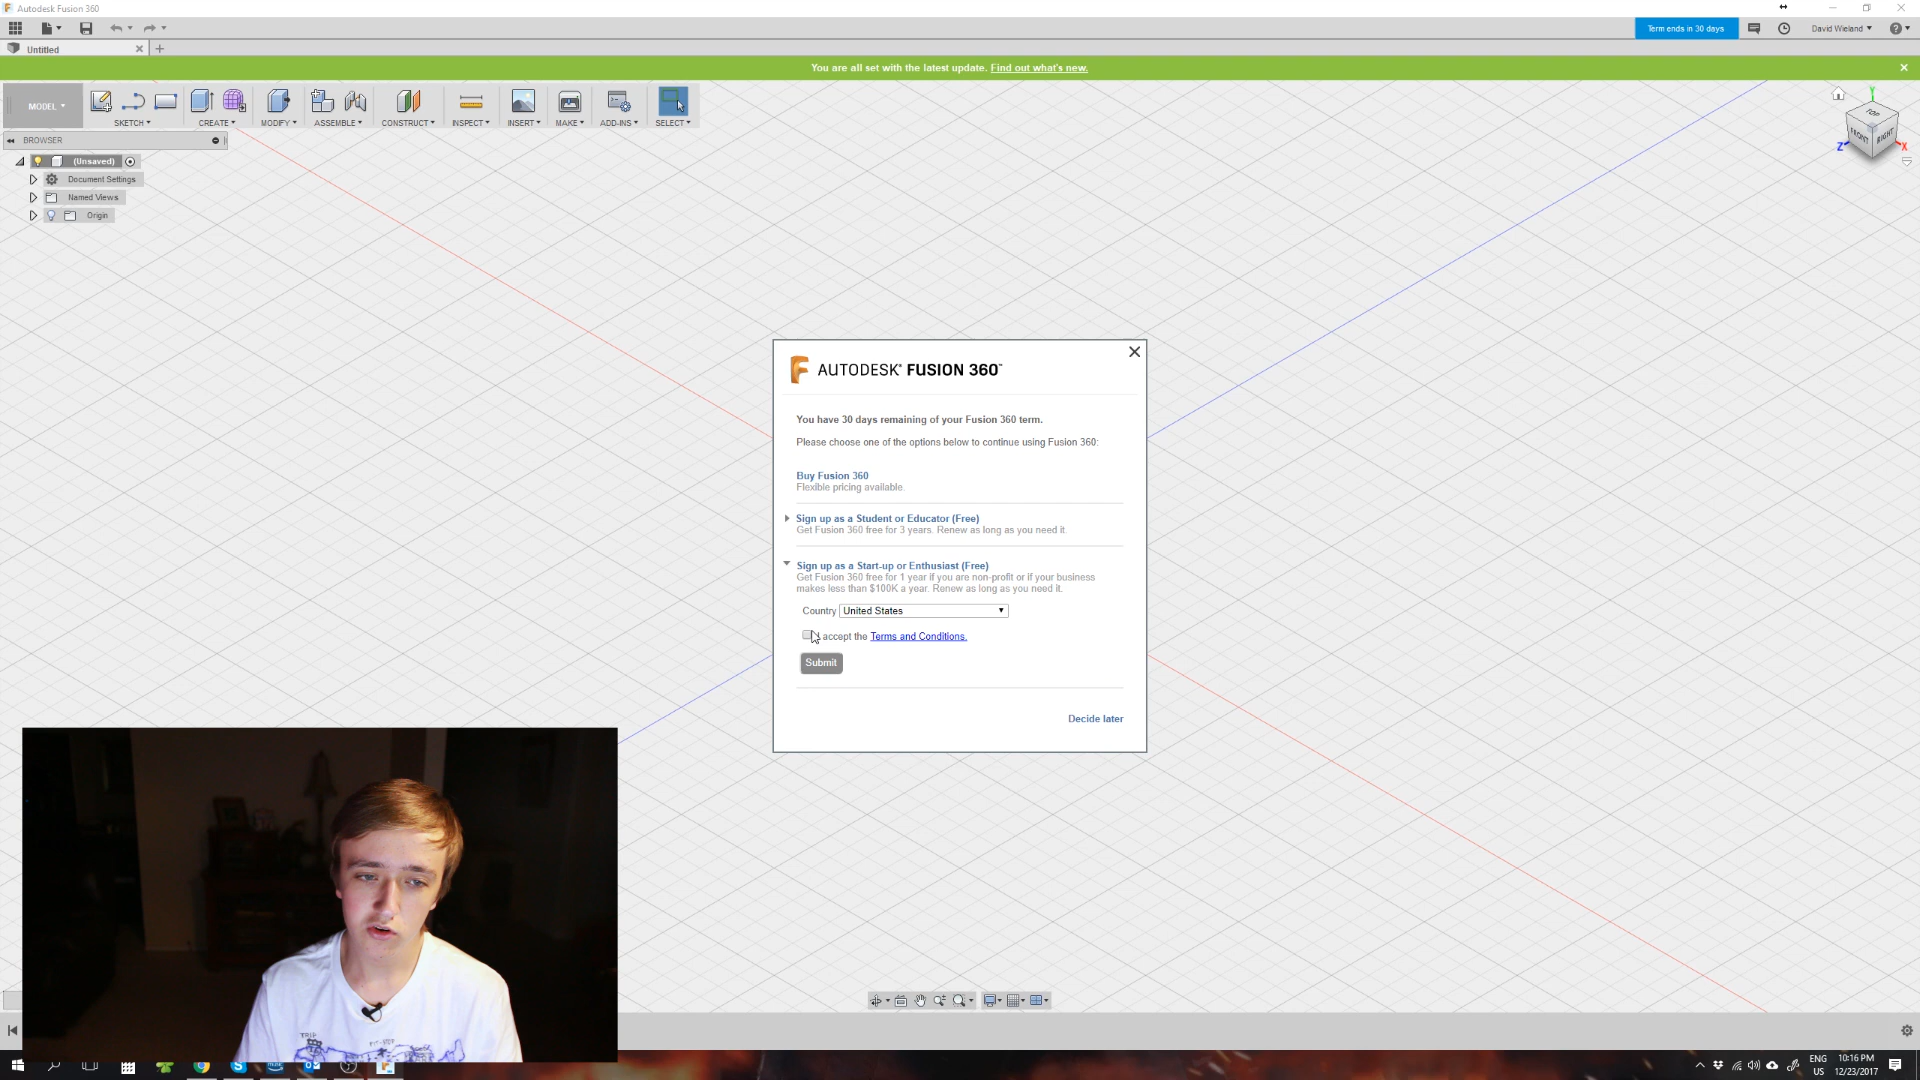 Autodesk Fusion 360
Term ends in 30 days
David Wieland
Untitled
You are all set with the latest update. Find out what's new.
MODEL
SKETCH
CREATE
MODIFY
ASSEMBLE
CONSTRUCT
INSPECT
INSERT
MAKE
ADD-INS
SELECT
Y
TOP
FRONT
RIGHT
Z
X
BROWSER
(Unsaved)
Document Settings
Named Views
Origin
AUTODESK® FUSION 360™
You have 30 days remaining of your Fusion 360 term.
Please choose one of the options below to continue using Fusion 360:
Buy Fusion 360
Flexible pricing available.
Sign up as a Student or Educator (Free)
Get Fusion 360 free for 3 years. Renew as long as you need it.
Sign up as a Start-up or Enthusiast (Free)
Get Fusion 360 free for 1 year if you are non-profit or if your business
makes less than $100K a year. Renew as long as you need it.
Country United States
accept the Terms and Conditions.
Submit
Decide later
TRIP
PIT-STOP
ENG
US
10:16 PM
12/23/2017